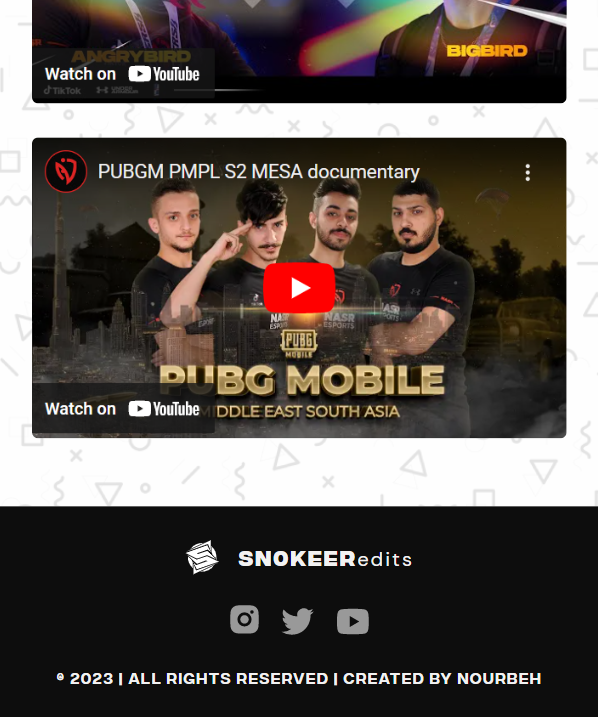 ANGRYBIRD
BIGBIRD
Watch on YouTube
TikTok
PUBGM PMPL S2 MESA documentary
NASR
ESPORTS
NASR
ESPORTS
PUBG
MOBILE
PUBG MOBILE
MIDDLE EAST SOUTH ASIA
Watch on YouTube
SNOKEERedits
© 2023 | ALL RIGHTS RESERVED | CREATED BY NOURBEH